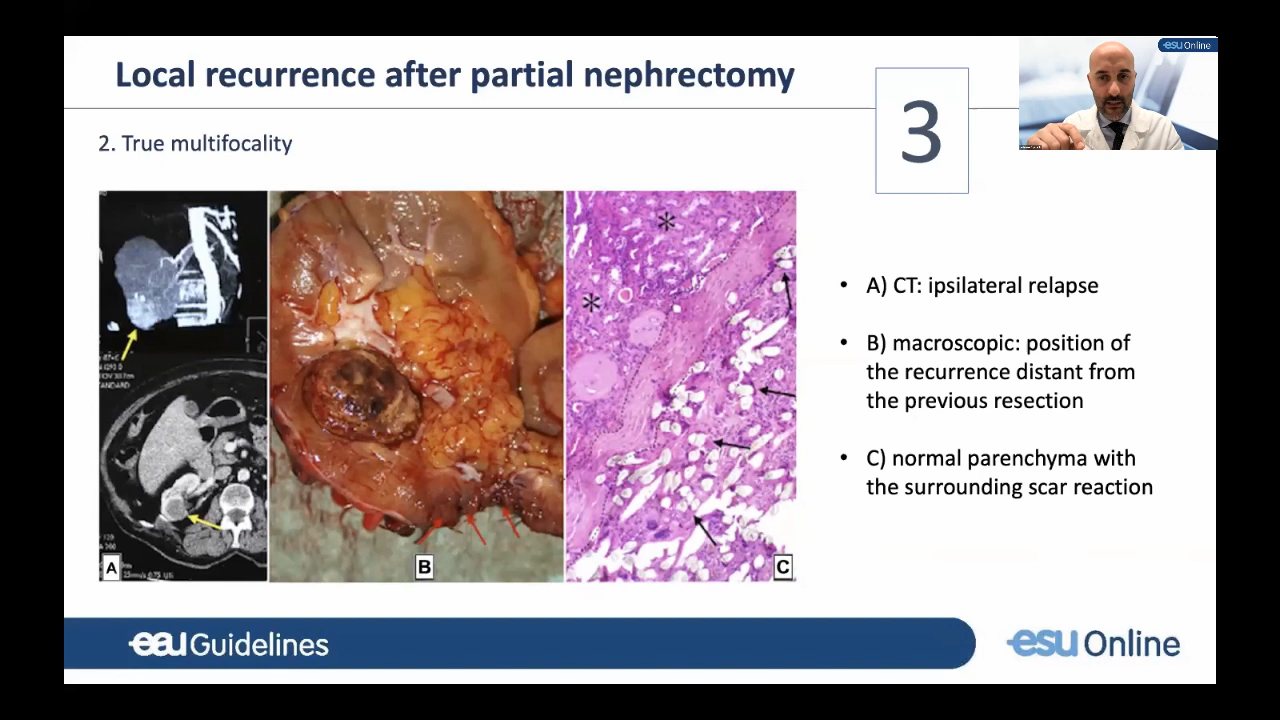 Local recurrence after partial nephrectomy
3
esu Online
2. True multifocality
STANDARD
A
B
C
• A) CT: ipsilateral relapse
• B) macroscopic: position of
the recurrence distant from
the previous resection
• C) normal parenchyma with
the surrounding scar reaction
eau Guidelines
esu Online